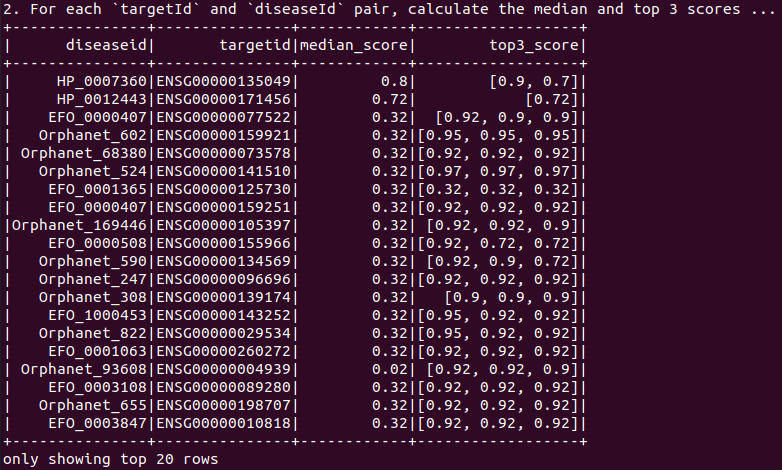 2. For each `targetId` and `diseaseId` pair, calculate the median and top 3 scores ...
+---------------+---------------+------------+------------------+
|      diseaseid|       targetid|median_score|        top3_score|
+---------------+---------------+------------+------------------+
|     HP_0007360|ENSG00000135049|         0.8|        [0.9, 0.7]|
|     HP_0012443|ENSG00000171456|        0.72|            [0.72]|
|    EFO_0000407|ENSG00000077522|        0.32|  [0.92, 0.9, 0.9]|
|   Orphanet_602|ENSG00000159921|        0.32|[0.95, 0.95, 0.95]|
| Orphanet_68380|ENSG00000073578|        0.32|[0.92, 0.92, 0.92]|
|   Orphanet_524|ENSG00000141510|        0.32|[0.97, 0.97, 0.97]|
|    EFO_0001365|ENSG00000125730|        0.32|[0.32, 0.32, 0.32]|
|    EFO_0000407|ENSG00000159251|        0.32|[0.92, 0.92, 0.92]|
|Orphanet_169446|ENSG00000105397|        0.32| [0.92, 0.92, 0.9]|
|    EFO_0000508|ENSG00000155966|        0.32|[0.92, 0.72, 0.72]|
|   Orphanet_590|ENSG00000134569|        0.32| [0.92, 0.9, 0.72]|
|   Orphanet_247|ENSG00000096696|        0.32|[0.92, 0.92, 0.92]|
|   Orphanet_308|ENSG00000139174|        0.32|   [0.9, 0.9, 0.9]|
|    EFO_1000453|ENSG00000143252|        0.32|[0.95, 0.92, 0.92]|
|   Orphanet_822|ENSG00000029534|        0.32|[0.95, 0.92, 0.92]|
|    EFO_0001063|ENSG00000260272|        0.32|[0.92, 0.92, 0.92]|
| Orphanet_93608|ENSG00000004939|        0.02| [0.92, 0.92, 0.9]|
|    EFO_0003108|ENSG00000089280|        0.32|[0.92, 0.92, 0.92]|
|   Orphanet_655|ENSG00000198707|        0.32|[0.92, 0.92, 0.92]|
|    EFO_0003847|ENSG00000010818|        0.32|[0.92, 0.92, 0.92]|
+---------------+---------------+------------+------------------+
only showing top 20 rows